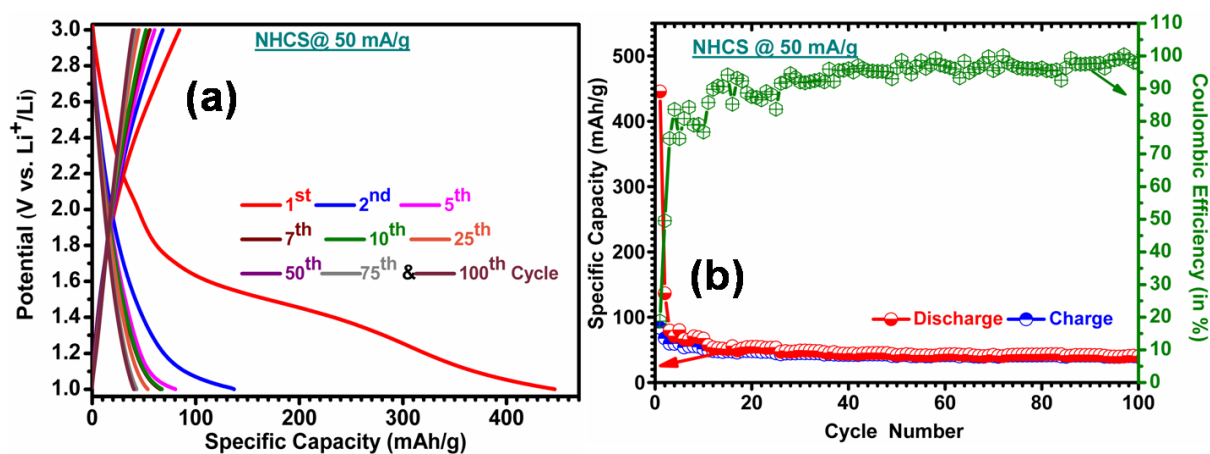 NHCS@ 50 mA/g
(a)
Potential (V vs. Li⁺/Li)
3.0
2.8
2.6
2.4
2.2
2.0
1.8
1.6
1.4
1.2
1.0
1st 2nd 5th
7th 10th 25th
50th 75th & 100th Cycle
0 100 200 300 400
Specific Capacity (mAh/g)
NHCS @ 50 mA/g
(b)
Specific Capacity (mAh/g)
500
400
300
200
100
0
Discharge Charge
0 20 40 60 80 100
Cycle Number
110
100
90
80
70
60
50
40
30
20
10
0
Coulombic Efficiency (in %)